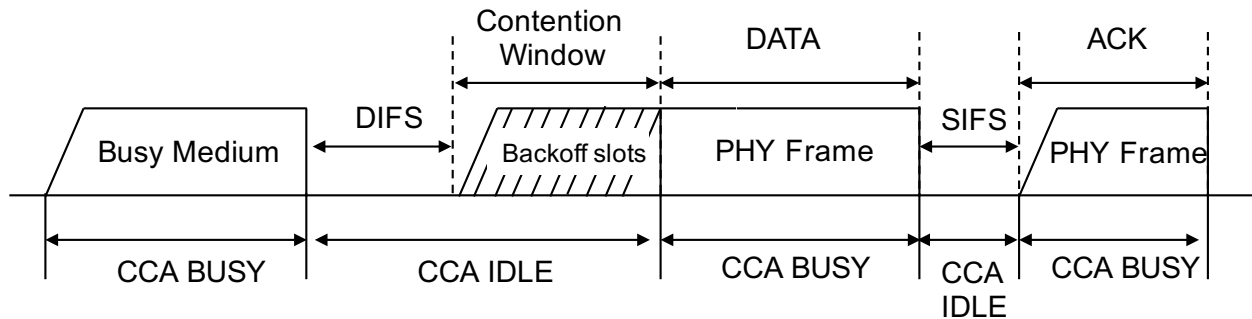 Contention
Window
DATA
ACK
DIFS
SIFS
Busy Medium
Backoff slots
PHY Frame
PHY Frame
CCA BUSY
CCA IDLE
CCA BUSY
CCA
IDLE
CCA BUSY